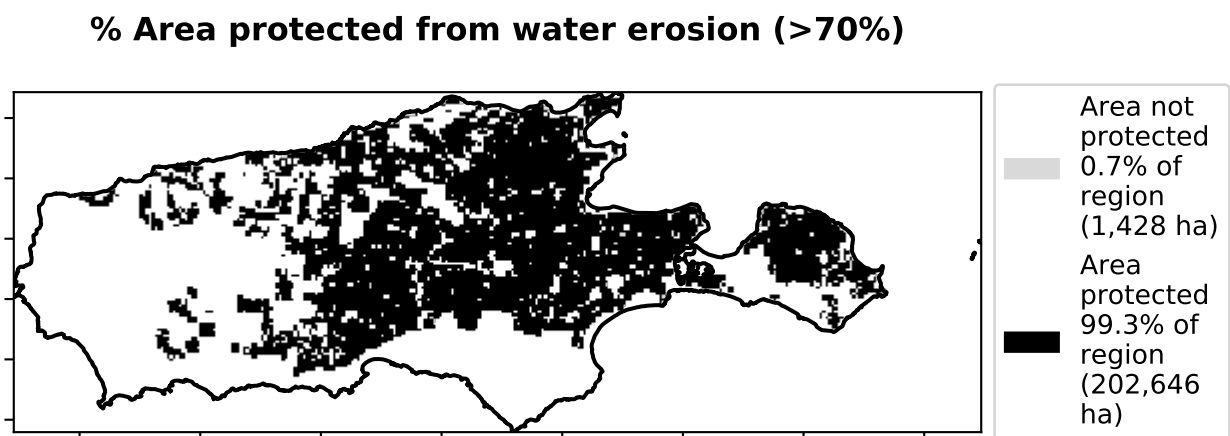 % Area protected from water erosion (>70%)
Area not
protected
0.7% of
region
(1,428 ha)
Area
protected
99.3% of
region
(202,646
ha)